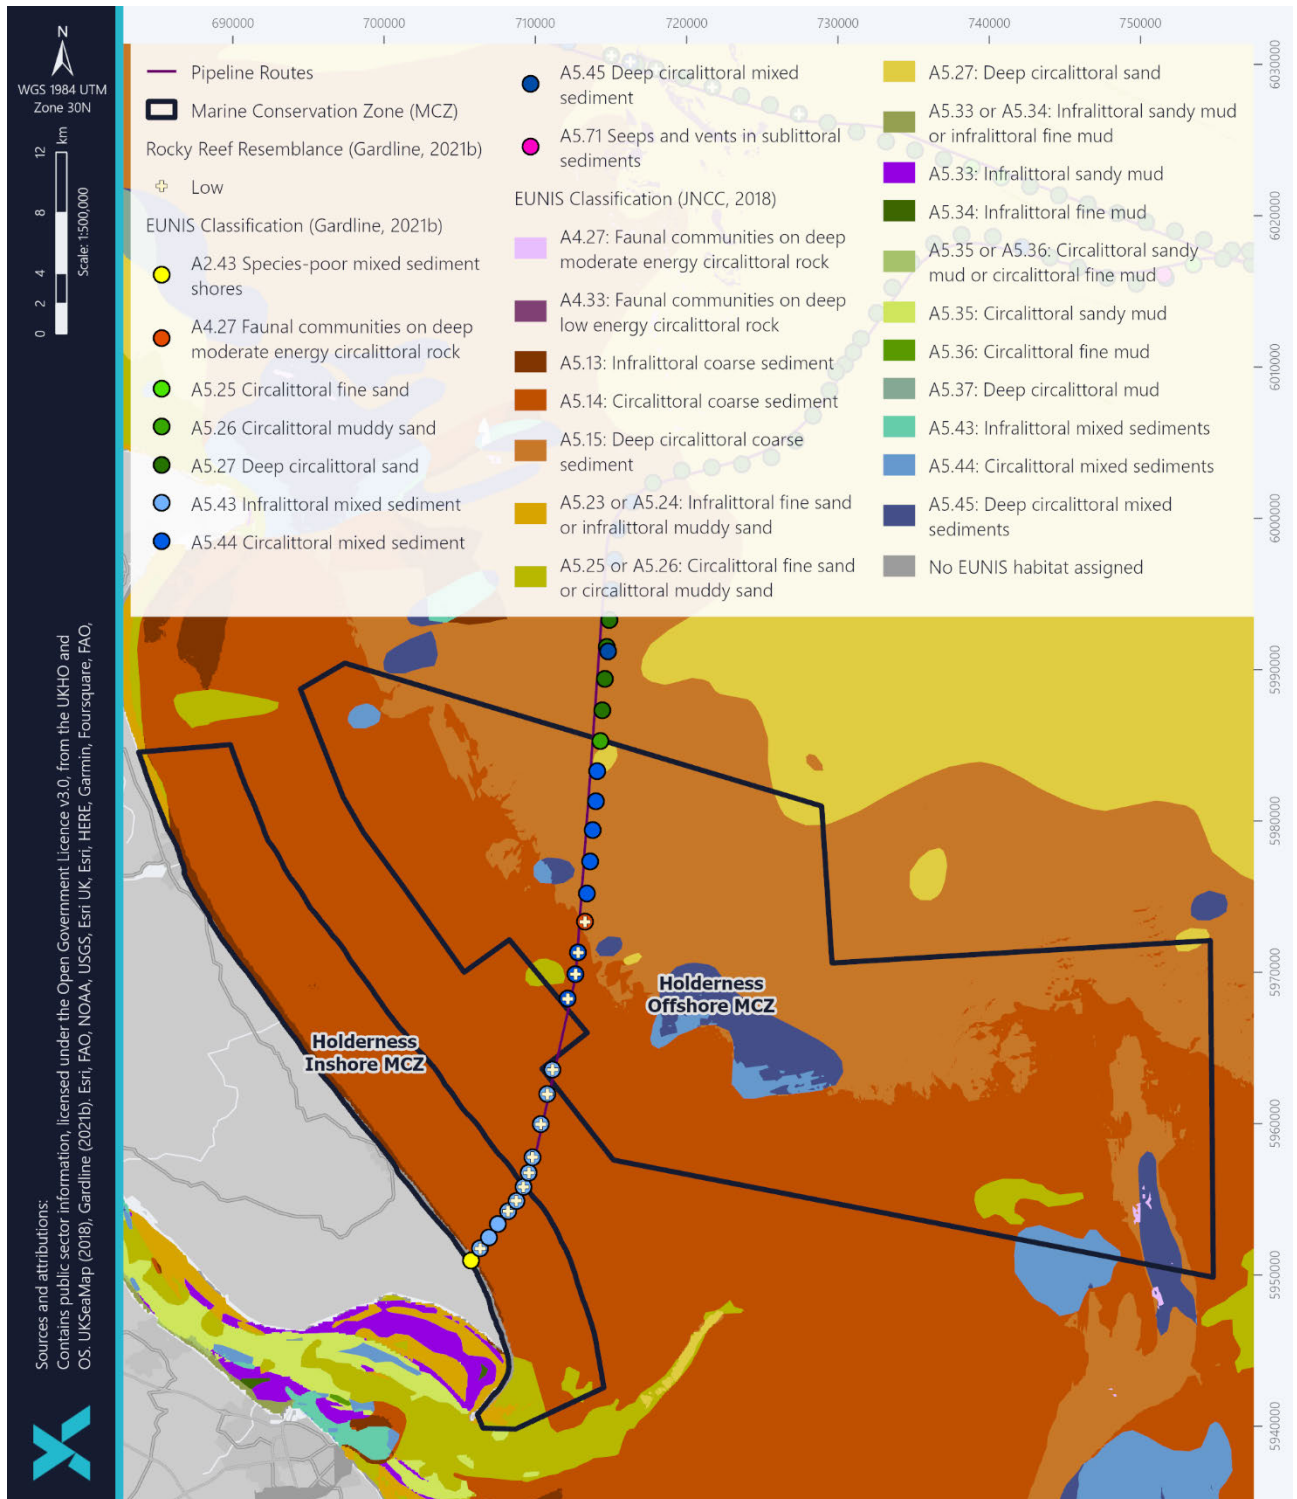 690000
700000
710000
720000
730000
740000
750000
N
WGS 1984 UTM
Zone 30N
km
12
8
4
2
0
Scale: 1:500,000
Pipeline Routes
Marine Conservation Zone (MCZ)
Rocky Reef Resemblance (Gardline, 2021b)
Low
EUNIS Classification (Gardline, 2021b)
A2.43 Species-poor mixed sediment
shores
A4.27 Faunal communities on deep
moderate energy circalittoral rock
A5.25 Circalittoral fine sand
A5.26 Circalittoral muddy sand
A5.27 Deep circalittoral sand
A5.43 Infralittoral mixed sediment
A5.44 Circalittoral mixed sediment
A5.45 Deep circalittoral mixed
sediment
A5.71 Seeps and vents in sublittoral
sediments
EUNIS Classification (JNCC, 2018)
A4.27: Faunal communities on deep
moderate energy circalittoral rock
A4.33: Faunal communities on deep
low energy circalittoral rock
A5.13: Infralittoral coarse sediment
A5.14: Circalittoral coarse sediment
A5.15: Deep circalittoral coarse
sediment
A5.23 or A5.24: Infralittoral fine sand
or infralittoral muddy sand
A5.25 or A5.26: Circalittoral fine sand
or circalittoral muddy sand
A5.27: Deep circalittoral sand
A5.33 or A5.34: Infralittoral sandy mud
or infralittoral fine mud
A5.33: Infralittoral sandy mud
A5.34: Infralittoral fine mud
A5.35 or A5.36: Circalittoral sandy
mud or circalittoral fine mud
A5.35: Circalittoral sandy mud
A5.36: Circalittoral fine mud
A5.37: Deep circalittoral mud
A5.43: Infralittoral mixed sediments
A5.44: Circalittoral mixed sediments
A5.45: Deep circalittoral mixed
sediments
No EUNIS habitat assigned
6030000
6020000
6010000
6000000
5990000
5980000
5970000
5960000
5950000
5940000
Holderness
Offshore MCZ
Holderness
Inshore MCZ
Sources and attributions:
Contains public sector information, licensed under the Open Government Licence v3.0, from the UKHO and
OS. UKSeaMap (2018), Gardline (2021b). Esri, FAO, NOAA, USGS, Esri UK, Esri, HERE, Garmin, Foursquare, FAO,